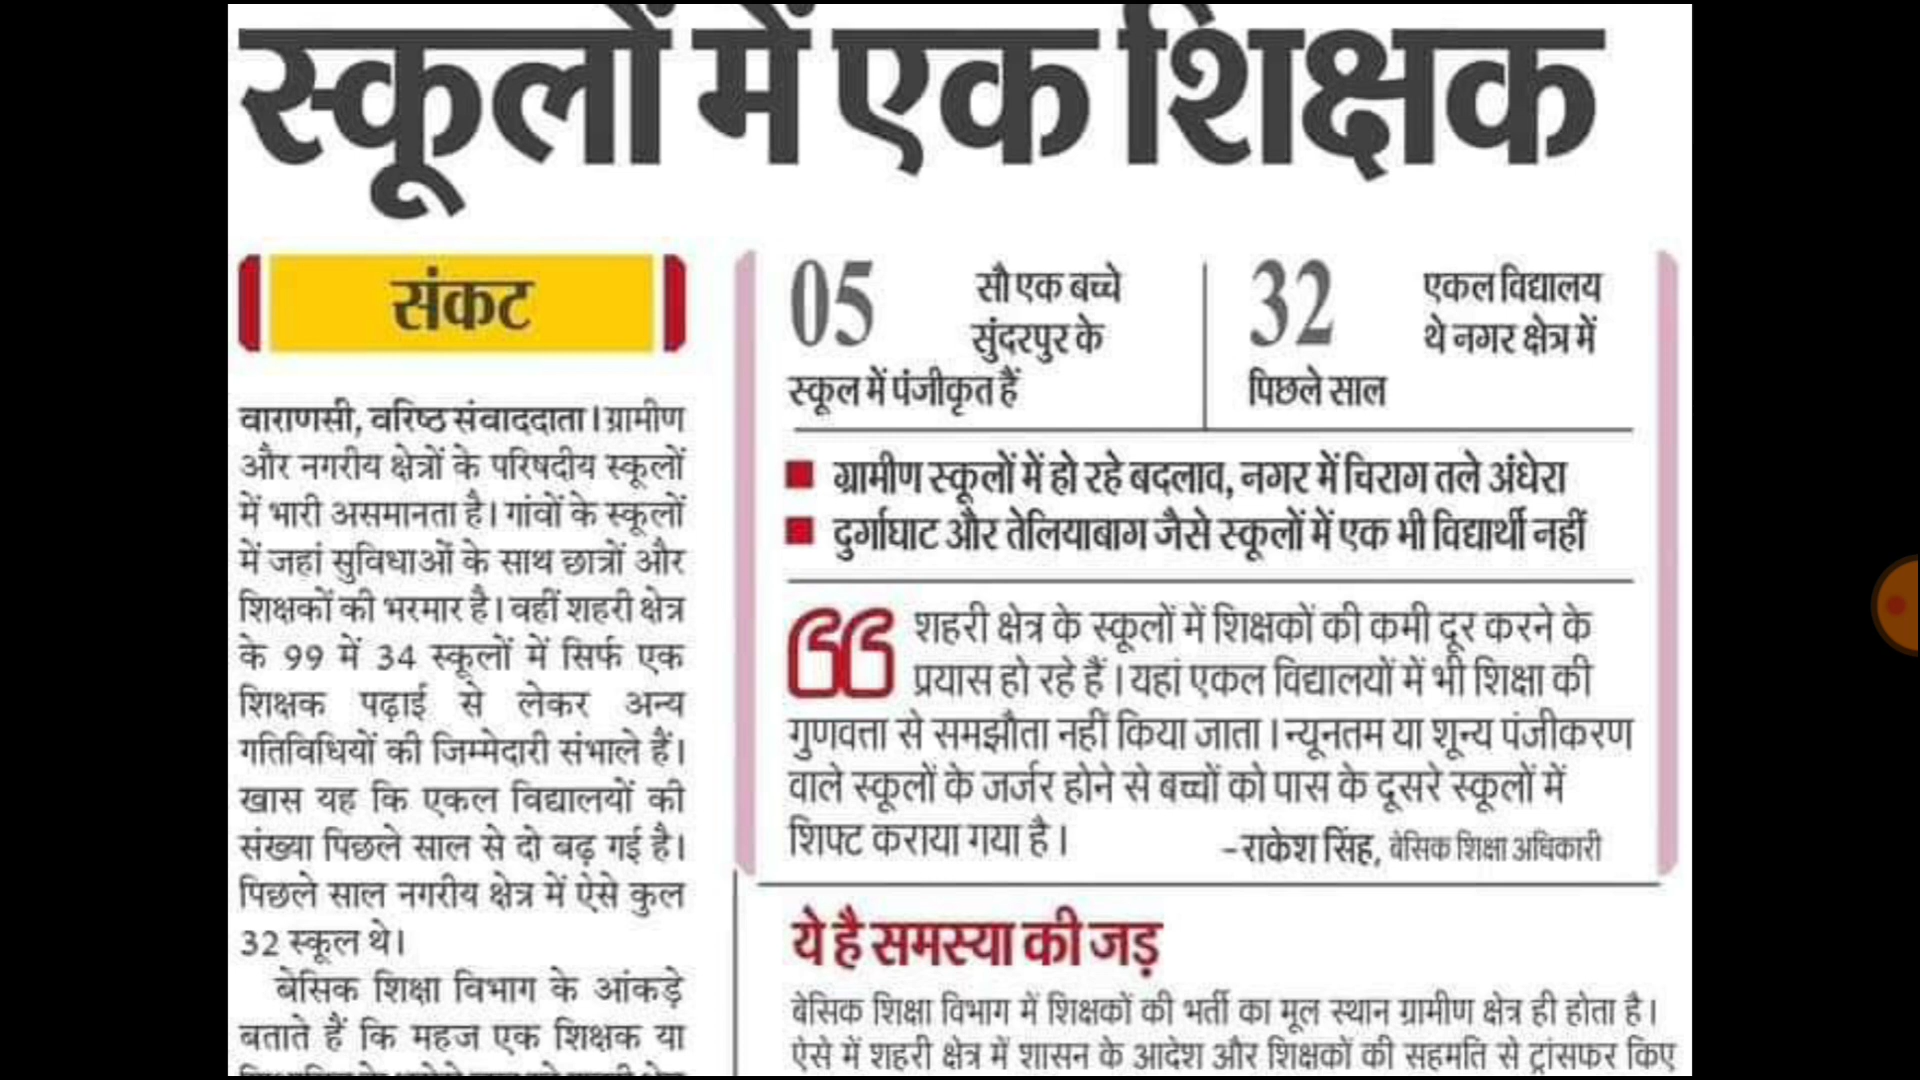 स्कूलों में एक शिक्षक
संकट
वाराणसी, वरिष्ठ संवाददाता। ग्रामीण
और नगरीय क्षेत्रों के परिषदीय स्कूलों
में भारी असमानता है। गांवों के स्कूलों
में जहां सुविधाओं के साथ छात्रों और
शिक्षकों की भरमार है। वहीं शहरी क्षेत्र
के 99 में 34 स्कूलों में सिर्फ एक
शिक्षक पढ़ाई से लेकर अन्य
गतिविधियों की जिम्मेदारी संभाले हैं।
खास यह कि एकल विद्यालयों की
संख्या पिछले साल से दो बढ़ गई है।
पिछले साल नगरीय क्षेत्र में ऐसे कुल
32 स्कूल थे।
बेसिक शिक्षा विभाग के आंकड़े
बताते हैं कि महज एक शिक्षक या
05 सौ एक बच्चे
सुंदरपुर के
स्कूल में पंजीकृत हैं
32 एकल विद्यालय
थे नगर क्षेत्र में
पिछले साल
ग्रामीण स्कूलों में हो रहे बदलाव, नगर में चिराग तले अंधेरा
दुर्गाघाट और तेलियाबाग जैसे स्कूलों में एक भी विद्यार्थी नहीं
शहरी क्षेत्र के स्कूलों में शिक्षकों की कमी दूर करने के
प्रयास हो रहे हैं। यहां एकल विद्यालयों में भी शिक्षा की
गुणवत्ता से समझौता नहीं किया जाता। न्यूनतम या शून्य पंजीकरण
वाले स्कूलों के जर्जर होने से बच्चों को पास के दूसरे स्कूलों में
शिफ्ट कराया गया है।
-राकेश सिंह, बेसिक शिक्षा अधिकारी
ये है समस्या की जड़
बेसिक शिक्षा विभाग में शिक्षकों की भर्ती का मूल स्थान ग्रामीण क्षेत्र ही होता है।
ऐसे में शहरी क्षेत्र में शासन के आदेश और शिक्षकों की सहमति से ट्रांसफर किए